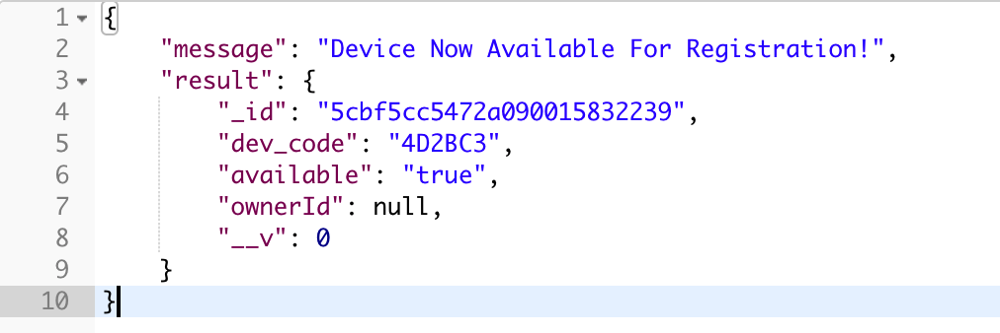 1 {
2     "message": "Device Now Available For Registration!",
3     "result": {
4         "_id": "5cbf5cc5472a090015832239",
5         "dev_code": "4D2BC3",
6         "available": "true",
7         "ownerId": null,
8         "__v": 0
9     }
10 }